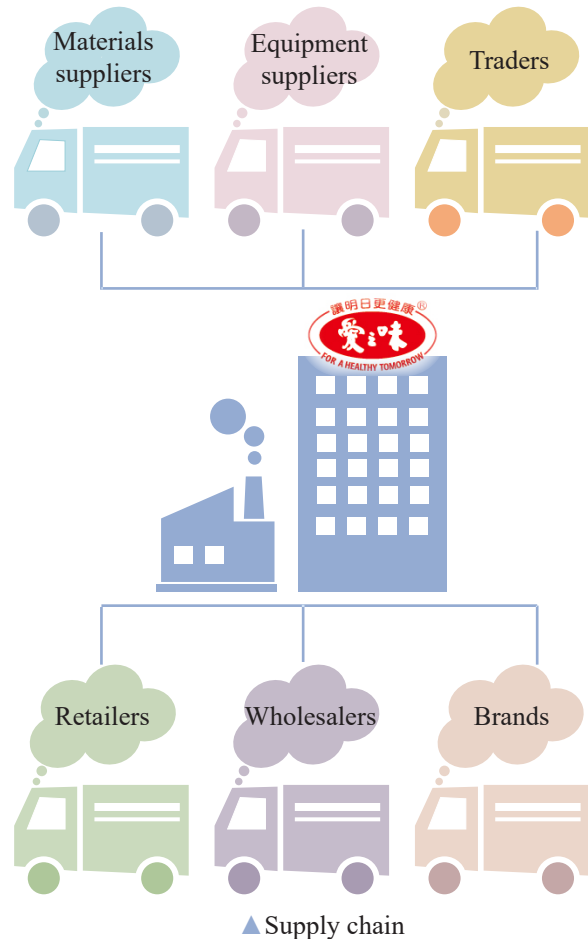 Materials
suppliers
Equipment
suppliers
Traders
讓明日更健康®
愛之味
FOR A HEALTHY TOMORROW
Retailers
Wholesalers
Brands
▲ Supply chain